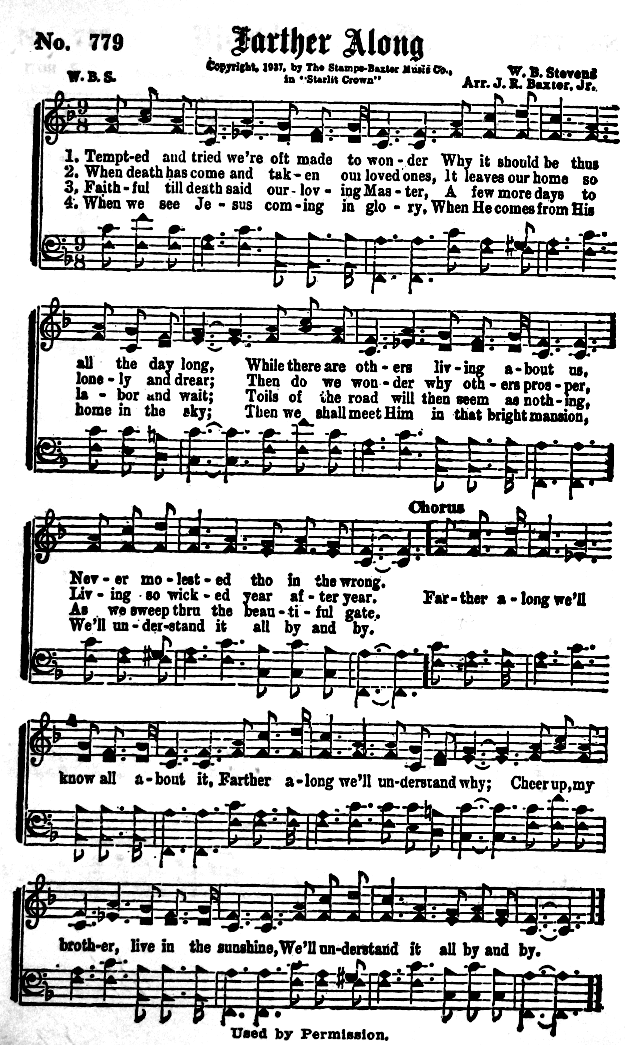 No. 779
Farther Along
Copyright, 1937, by The Stamps-Baxter Music Co.,
in "Starlit Crown"
W. B. S.
W. B. Stevens
Arr. J. R. Baxter, Jr.
9 8
1. Tempt-ed and tried we're oft made to won-der Why it should be thus
2. When death has come and tak-en our loved ones, It leaves our home so
3. Faith-ful till death said our lov-ing Mas-ter, A few more days to
4. When we see Je-sus com-ing in glo-ry, When He comes from His
9 8
all the day long, While there are oth-ers liv-ing a-bout us,
lone-ly and drear; Then do we won-der why oth-ers pros-per,
la-bor and wait; Toils of the road will then seem as noth-ing,
home in the sky; Then we shall meet Him in that bright mansion,
Chorus
Nev-er mo-lest-ed tho in the wrong.
Liv-ing so wick-ed year af-ter year. Far-ther a-long we'll
As we sweep thru the beau-ti-ful gate.
We'll un-der-stand it all by and by.
know all a-bout it, Farther a-long we'll un-derstand why; Cheer up, my
broth-er, live in the sunshine, We'll un-derstand it all by and by.
Used by Permission.